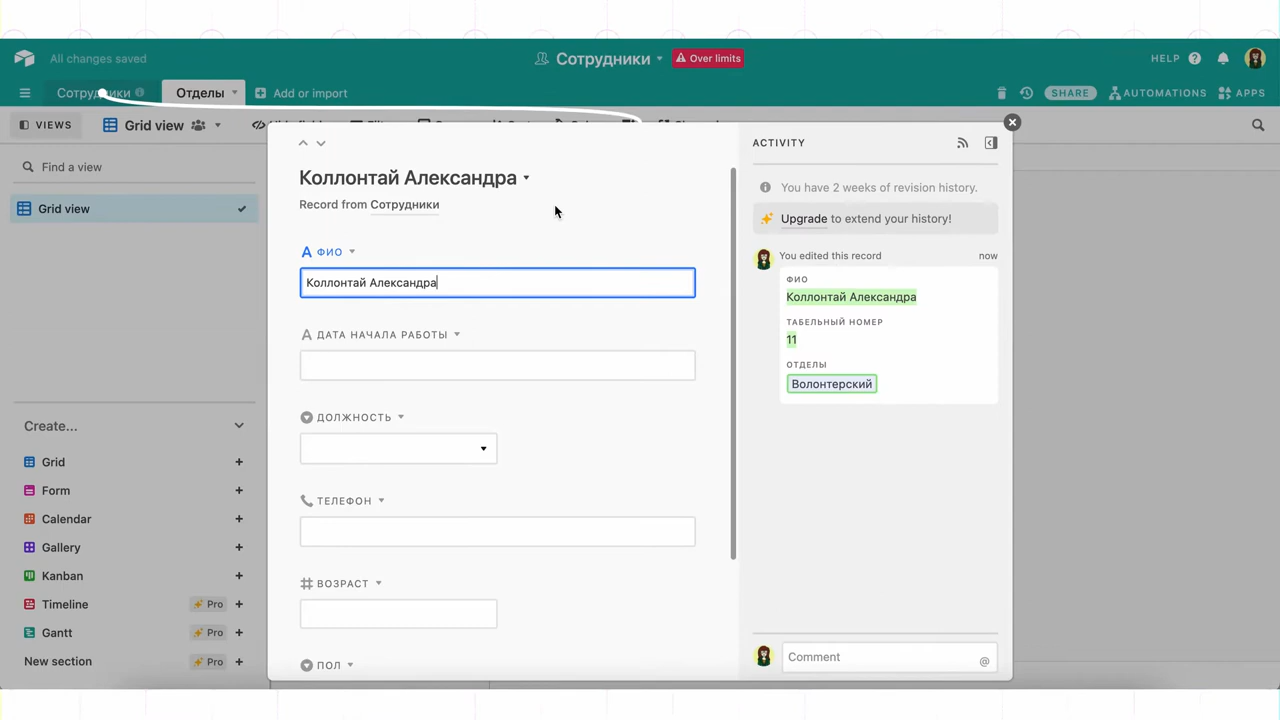 All changes saved
Сотрудники
Over limits
HELP
Сотрудники
Отделы
Add or import
SHARE
AUTOMATIONS
APPS
VIEWS
Grid view
Find a view
Grid view
Create...
Grid
Form
Calendar
Gallery
Kanban
Timeline
Pro
Gantt
Pro
New section
Pro
Коллонтай Александра
Record from Сотрудники
ФИО
Коллонтай Александра
ДАТА НАЧАЛА РАБОТЫ
ДОЛЖНОСТЬ
ТЕЛЕФОН
ВОЗРАСТ
ПОЛ
ACTIVITY
You have 2 weeks of revision history.
Upgrade to extend your history!
You edited this record
now
ФИО
Коллонтай Александра
ТАБЕЛЬНЫЙ НОМЕР
11
ОТДЕЛЫ
Волонтерский
Comment
@